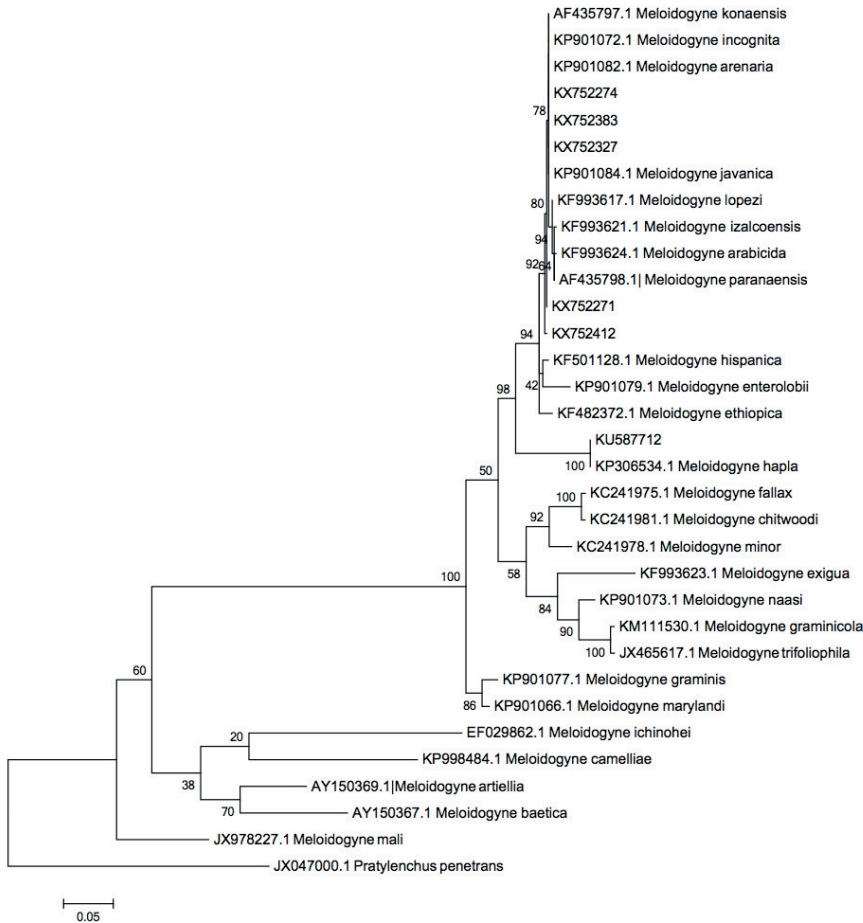 AF435797.1 Meloidogyne konaensis
KP901072.1 Meloidogyne incognita
KP901082.1 Meloidogyne arenaria
KX752274
78
KX752383
KX752327
KP901084.1 Meloidogyne javanica
KF993617.1 Meloidogyne lopezi
80
KF993621.1 Meloidogyne izalcoensis
94
KF993624.1 Meloidogyne arabicida
92
64
AF435798.1| Meloidogyne paranaensis
KX752271
94
KX752412
KF501128.1 Meloidogyne hispanica
42
KP901079.1 Meloidogyne enterolobii
98
KF482372.1 Meloidogyne ethiopica
KU587712
100
KP306534.1 Meloidogyne hapla
50
KC241975.1 Meloidogyne fallax
100
KC241981.1 Meloidogyne chitwoodi
92
KC241978.1 Meloidogyne minor
58
KF993623.1 Meloidogyne exigua
100
KP901073.1 Meloidogyne naasi
84
KM111530.1 Meloidogyne graminicola
90
JX465617.1 Meloidogyne trifoliophila
100
KP901077.1 Meloidogyne graminis
60
KP901066.1 Meloidogyne marylandi
86
EF029862.1 Meloidogyne ichinohei
20
KP998484.1 Meloidogyne camelliae
38
AY150369.1|Meloidogyne artiellia
70
AY150367.1 Meloidogyne baetica
JX978227.1 Meloidogyne mali
JX047000.1 Pratylenchus penetrans
0.05